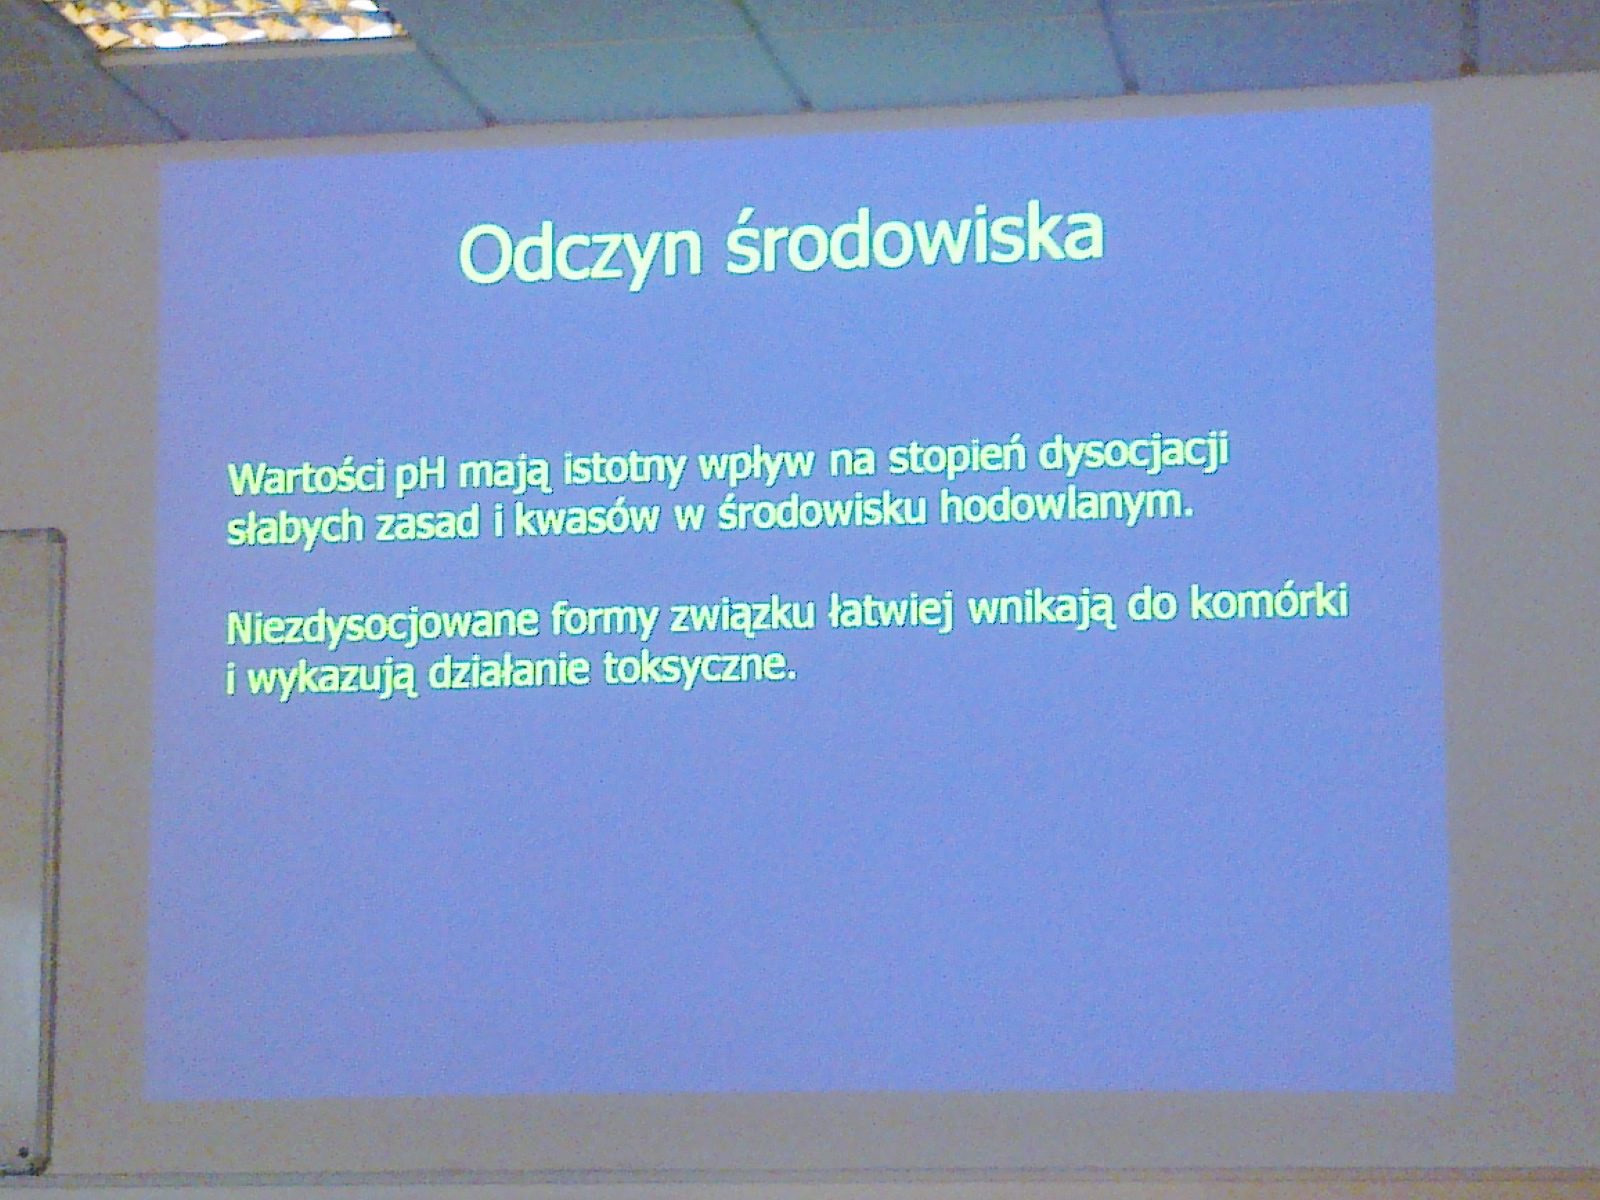 Odczyn środowiska
Wartości pH mają istotny wpływ na stopień dysocjacji
słabych zasad i kwasów w środowisku hodowlanym.
Niezdysocjowane formy związku łatwiej wnikają do komórki
i wykazują działanie toksyczne.